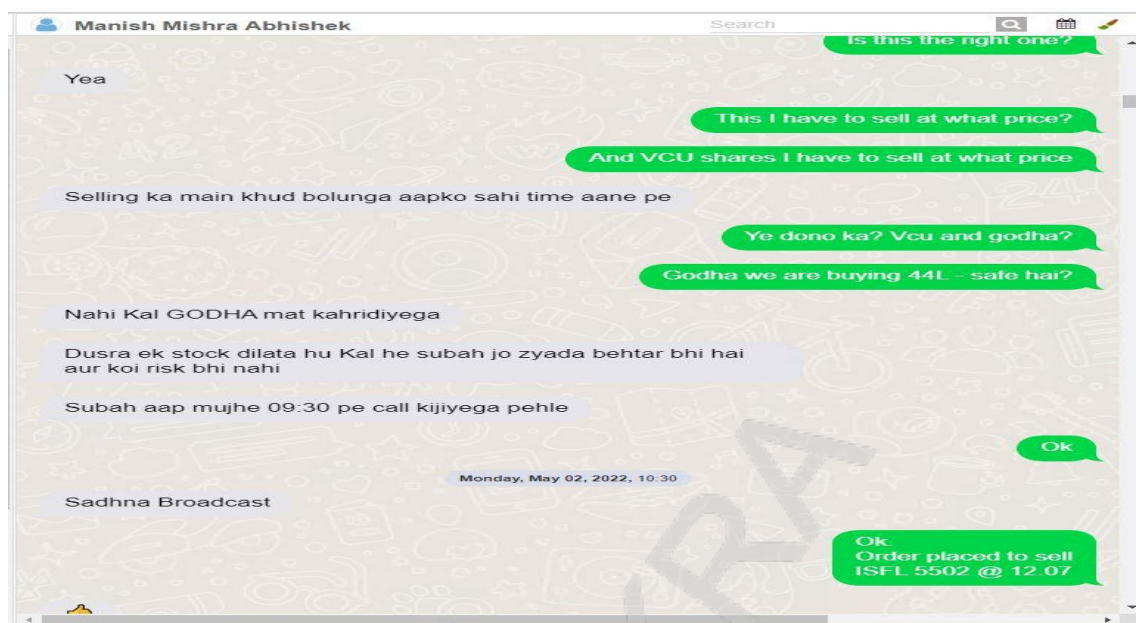 Manish Mishra Abhishek
Search
Is this the right one?
Yea
This I have to sell at what price?
And VCU shares I have to sell at what price
Selling ka main khud bolunga aapko sahi time aane pe
Ye dono ka? Vcu and godha?
Godha we are buying 44L - safe hai?
Nahi Kal GODHA mat kahridiyega
Dusra ek stock dilata hu Kal he subah jo zyada behtar bhi hai
aur koi risk bhi nahi
Subah aap mujhe 09:30 pe call kijiyega pehle
Ok
Monday, May 02, 2022, 10:30
Sadhna Broadcast
Ok.
Order placed to sell
ISFL 5502 @ 12.07